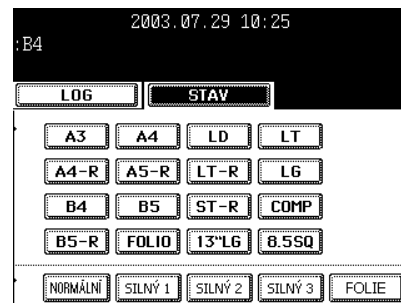 2003.07.29 10:25
:B4
LOG STAV
A3 A4 LD LT
A4-R A5-R LT-R LG
B4 B5 ST-R COMP
B5-R FOLIO 13"LG 8.5SQ
NORMÁLNÍ SILNÝ 1 SILNÝ 2 SILNÝ 3 FOLIE